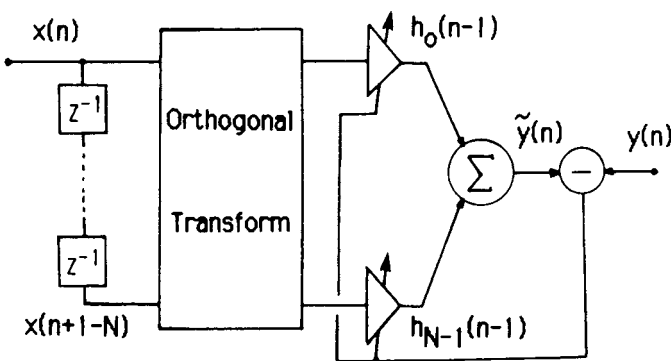 x(n)
h₀(n-1)
z⁻¹
Orthogonal
ỹ(n)
y(n)
Σ
−
Transform
z⁻¹
x(n+1-N)
h_{N-1}(n-1)